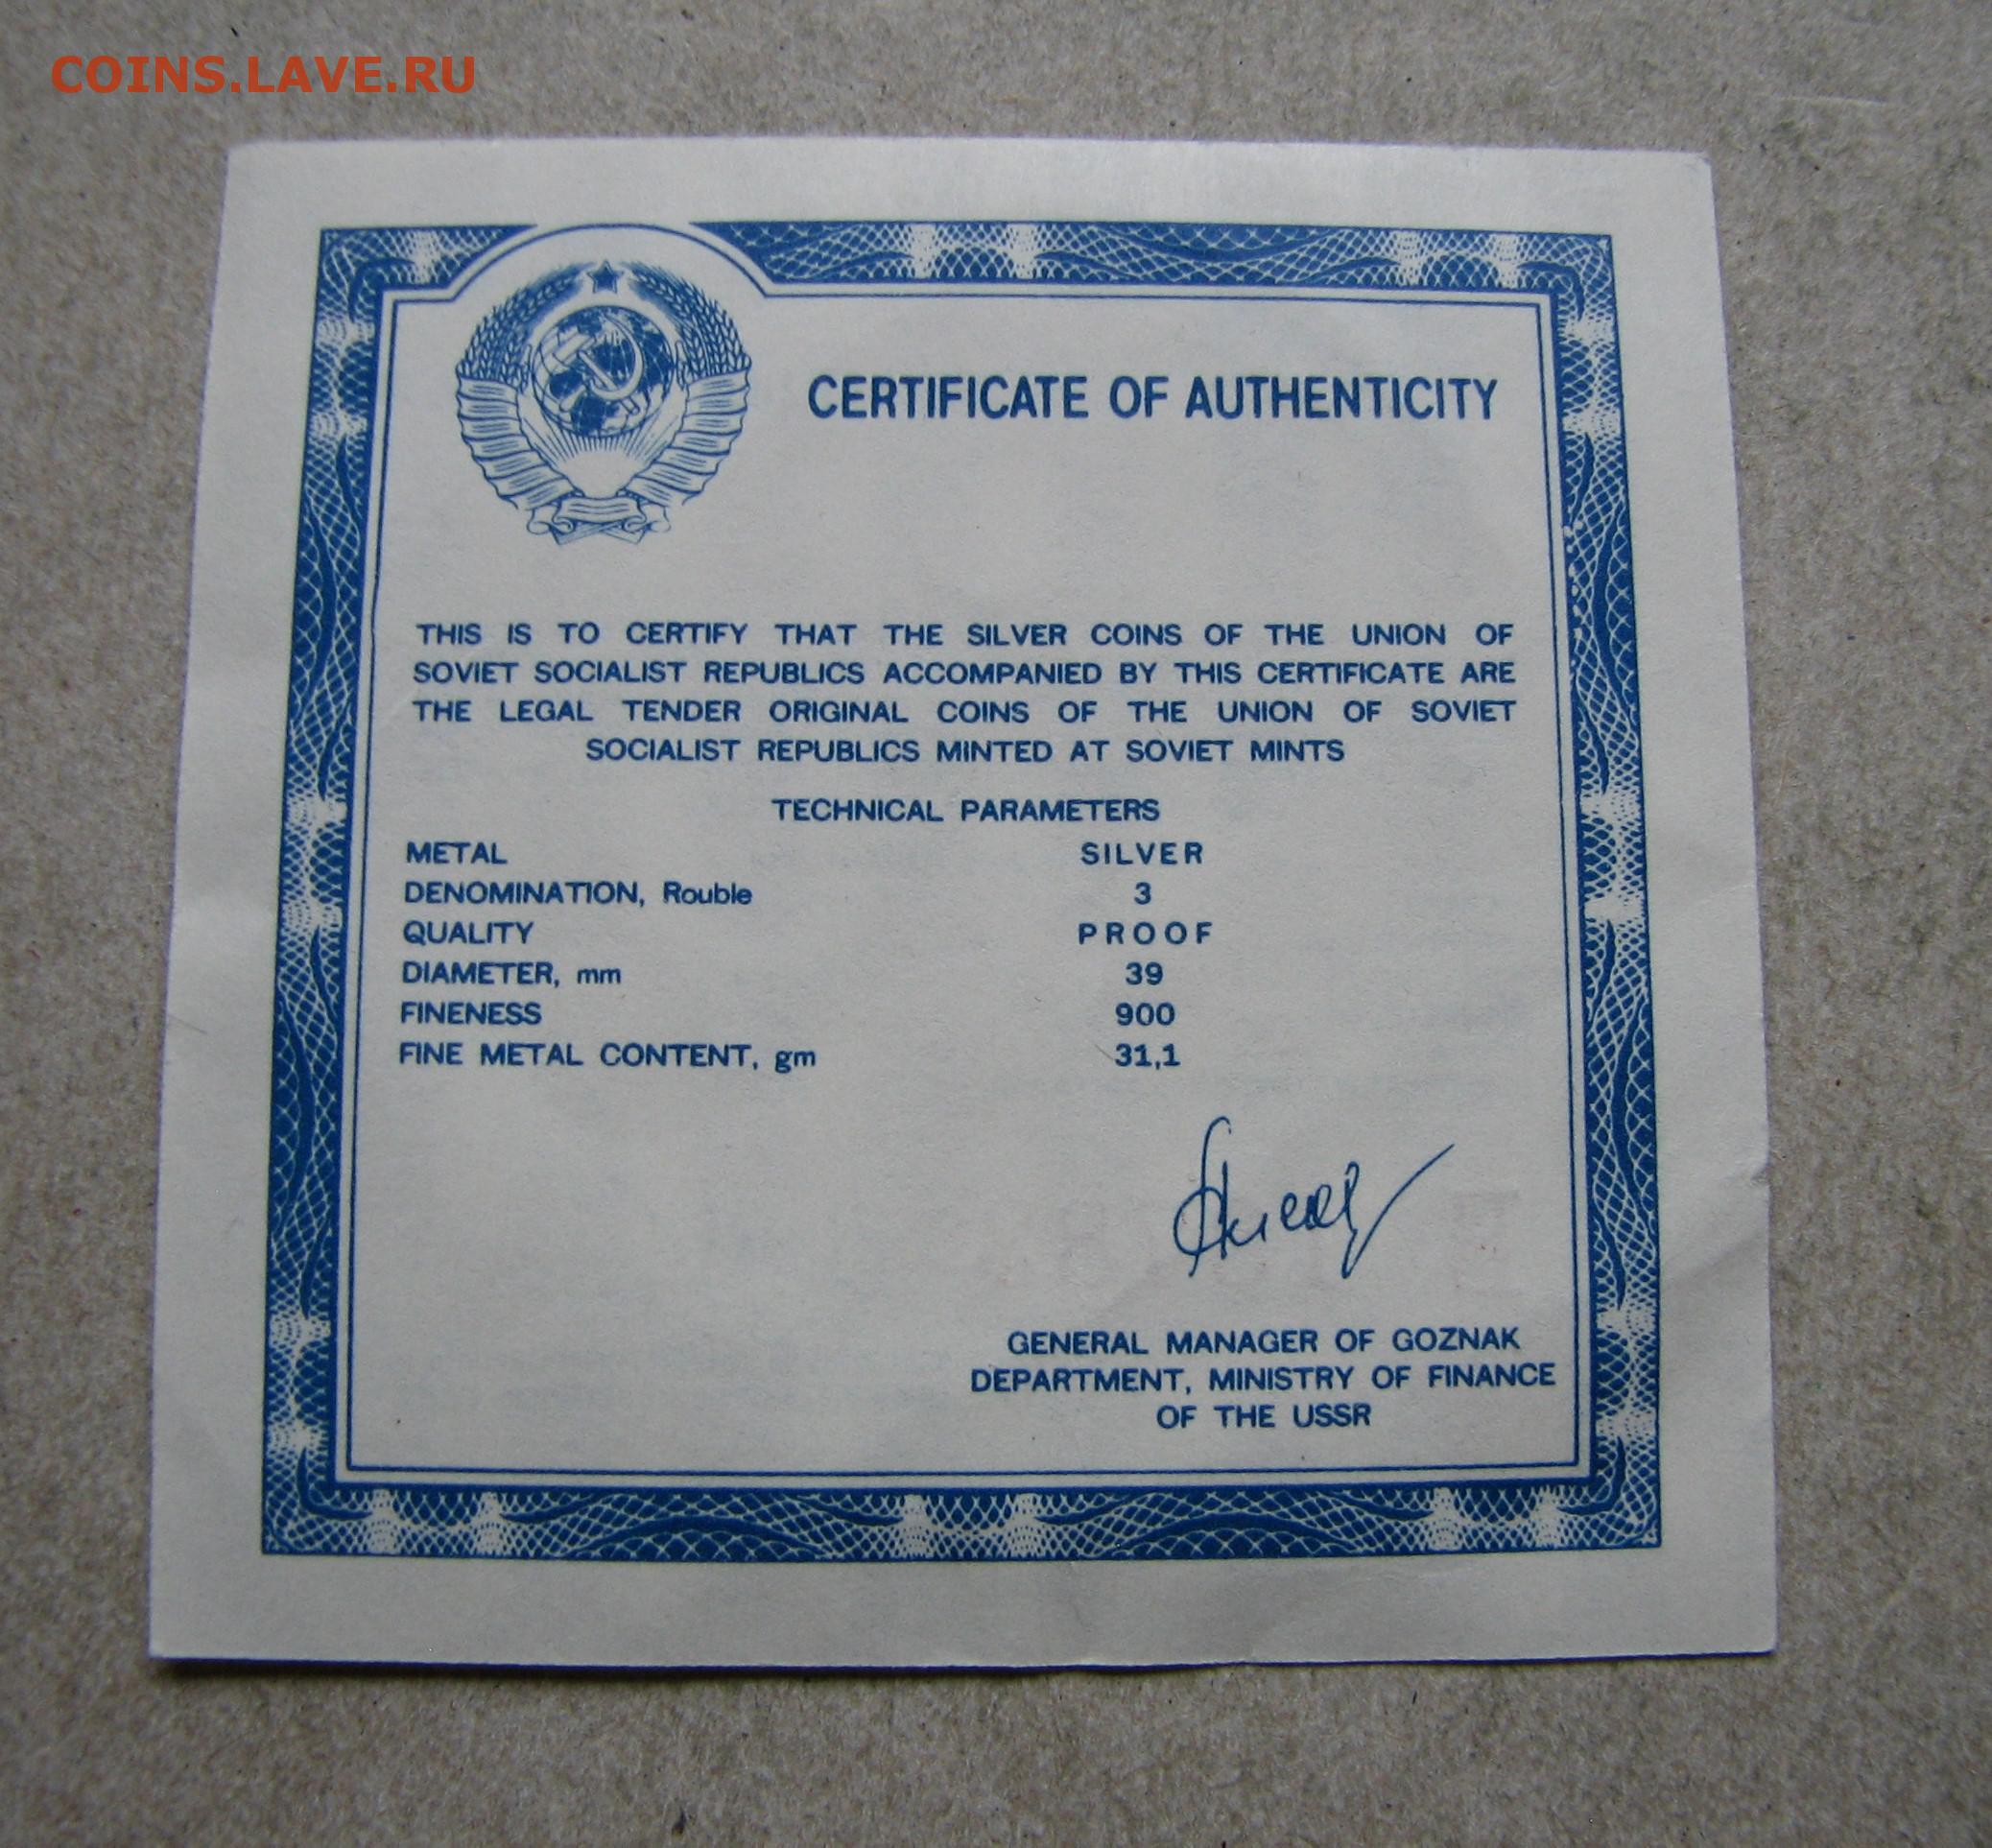 COINS.LAVE.RU
CERTIFICATE OF AUTHENTICITY
THIS IS TO CERTIFY THAT THE SILVER COINS OF THE UNION OF
SOVIET SOCIALIST REPUBLICS ACCOMPANIED BY THIS CERTIFICATE ARE
THE LEGAL TENDER ORIGINAL COINS OF THE UNION OF SOVIET
SOCIALIST REPUBLICS MINTED AT SOVIET MINTS
TECHNICAL PARAMETERS
METAL SILVER
DENOMINATION, Rouble 3
QUALITY PROOF
DIAMETER, mm 39
FINENESS 900
FINE METAL CONTENT, gm 31,1
GENERAL MANAGER OF GOZNAK
DEPARTMENT, MINISTRY OF FINANCE
OF THE USSR